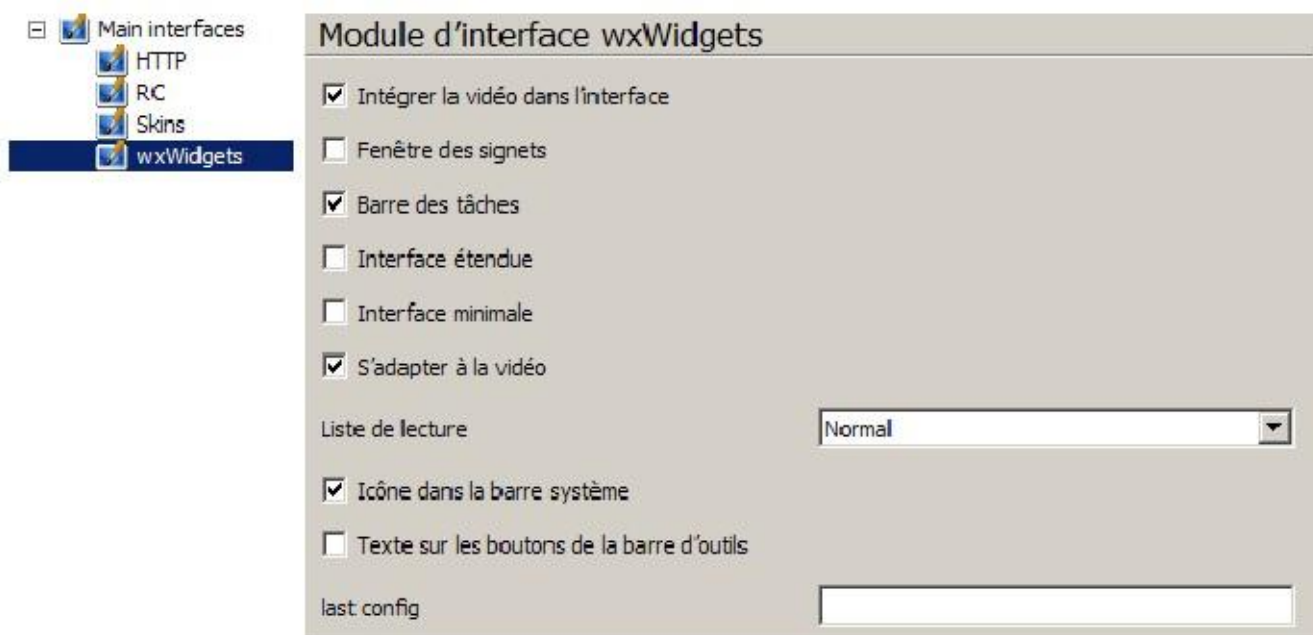 Main interfaces
HTTP
RC
Skins
wxWidgets
Module d'interface wxWidgets
Intégrer la vidéo dans l'interface
Fenêtre des signets
Barre des tâches
Interface étendue
Interface minimale
S'adapter à la vidéo
Liste de lecture Normal
Icône dans la barre système
Texte sur les boutons de la barre d'outils
last config